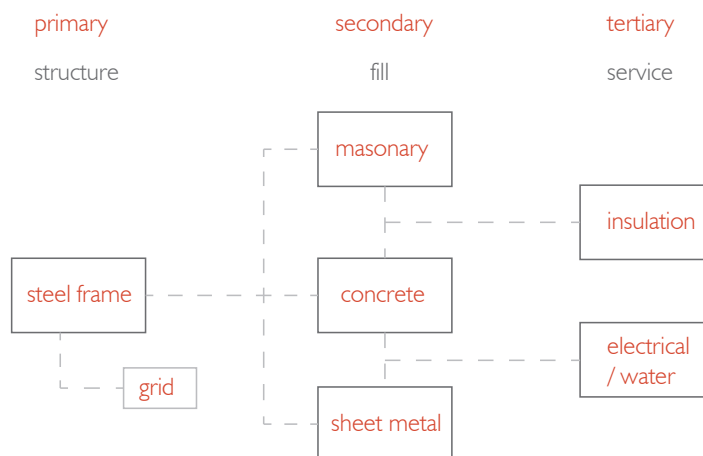 primary
secondary
tertiary
structure
fill
service
masonary
insulation
steel frame
concrete
electrical
/ water
grid
sheet metal